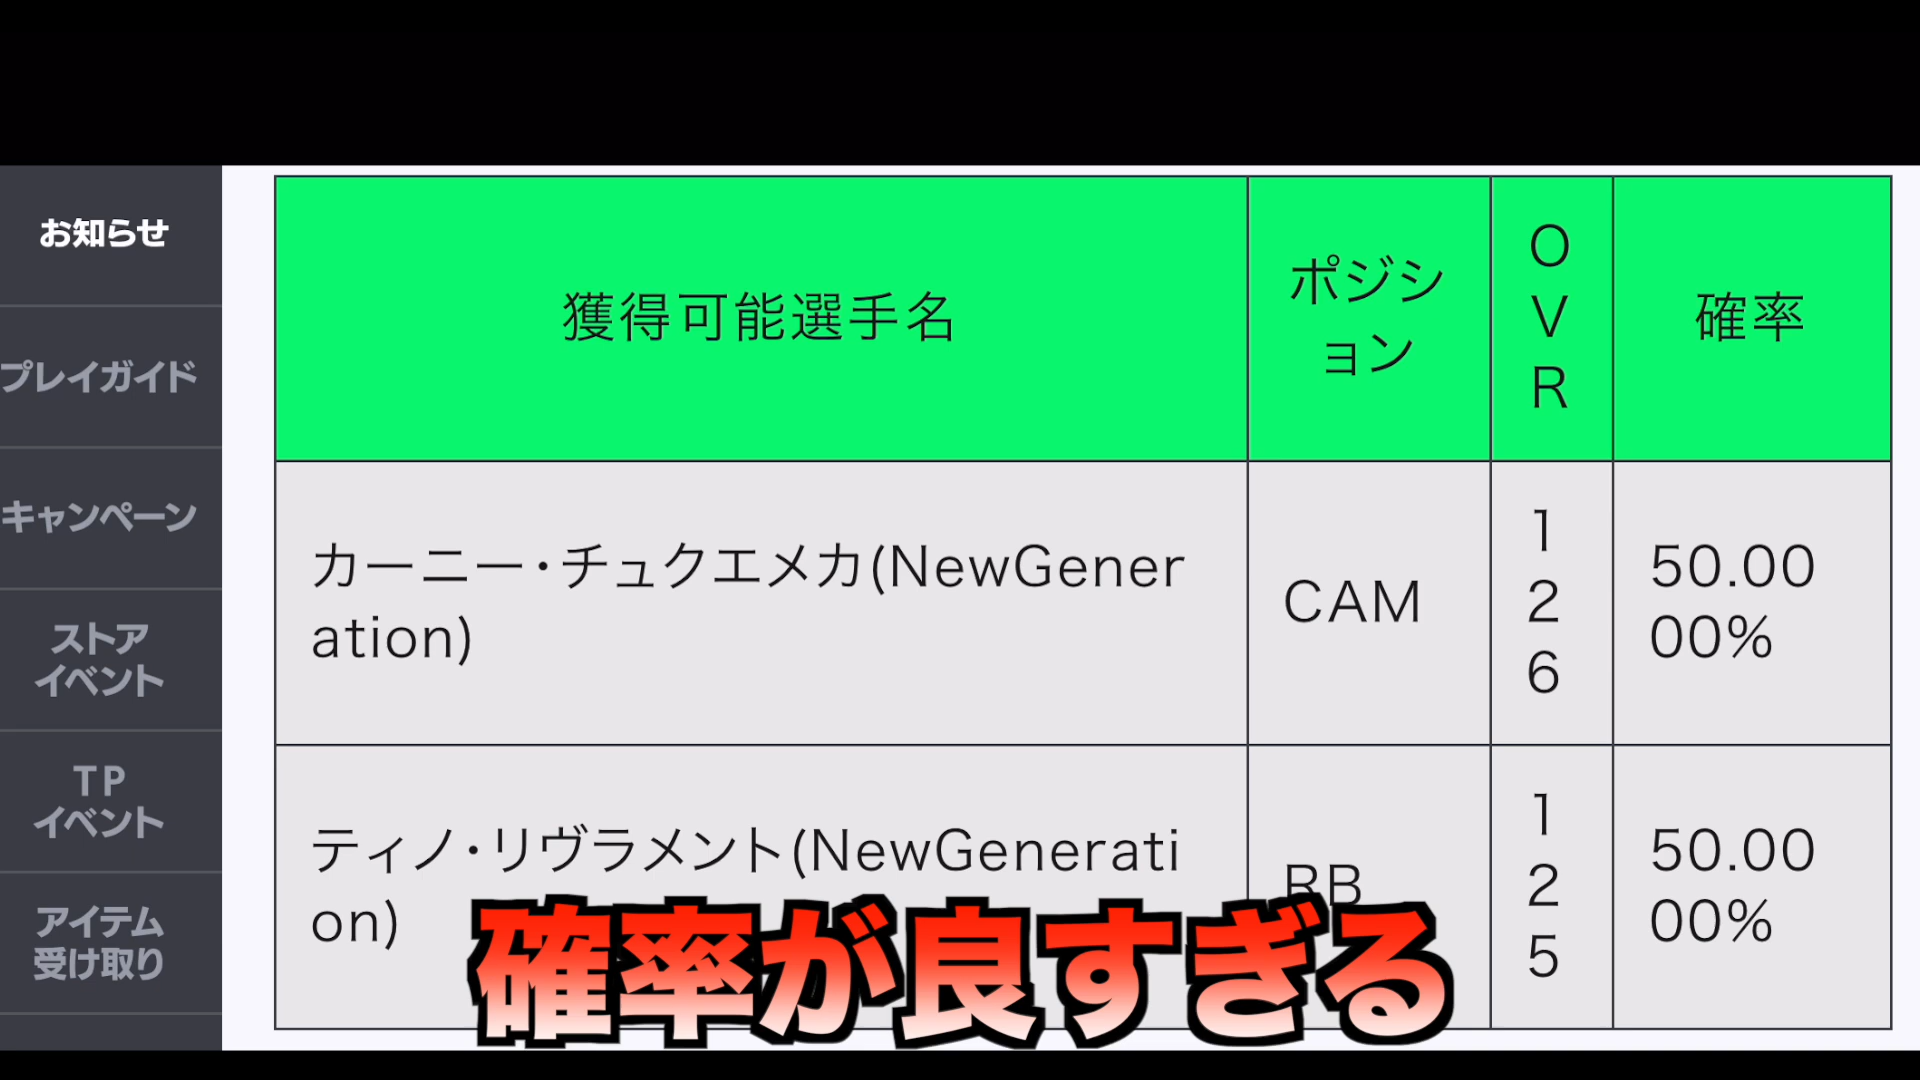 お知らせ
プレイガイド
キャンペーン
ストア
イベント
TP
イベント
アイテム
受け取り
獲得可能選手名
ポジシ
ョン
O
V
R
確率
カーニー・チュクエメカ(NewGener
ation)
CAM
1
2
6
50.00
00%
ティノ・リヴラメント(NewGenerati
on)
RB
1
2
5
50.00
00%
確率が良すぎる